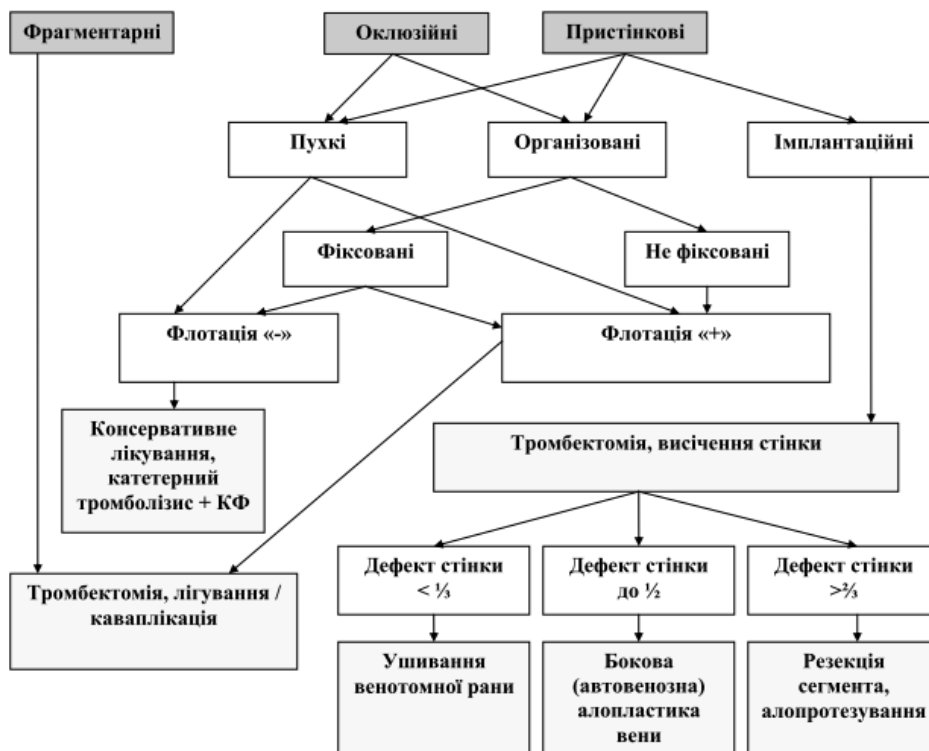 Фрагментарні
Оклюзійні
Пристінкові
Пухкі
Організовані
Імплантаційні
Фіксовані
Не фіксовані
Флотація «-»
Флотація «+»
Консервативне
лікування,
катетерний
тромболізис + КФ
Тромбектомія, висічення стінки
Тромбектомія, лігування /
каваплікація
Дефект стінки
< ⅓
Дефект стінки
до ½
Дефект стінки
>⅔
Ушивання
венотомної рани
Бокова
(автовенозна)
алопластика
вени
Резекція
сегмента,
алопротезування